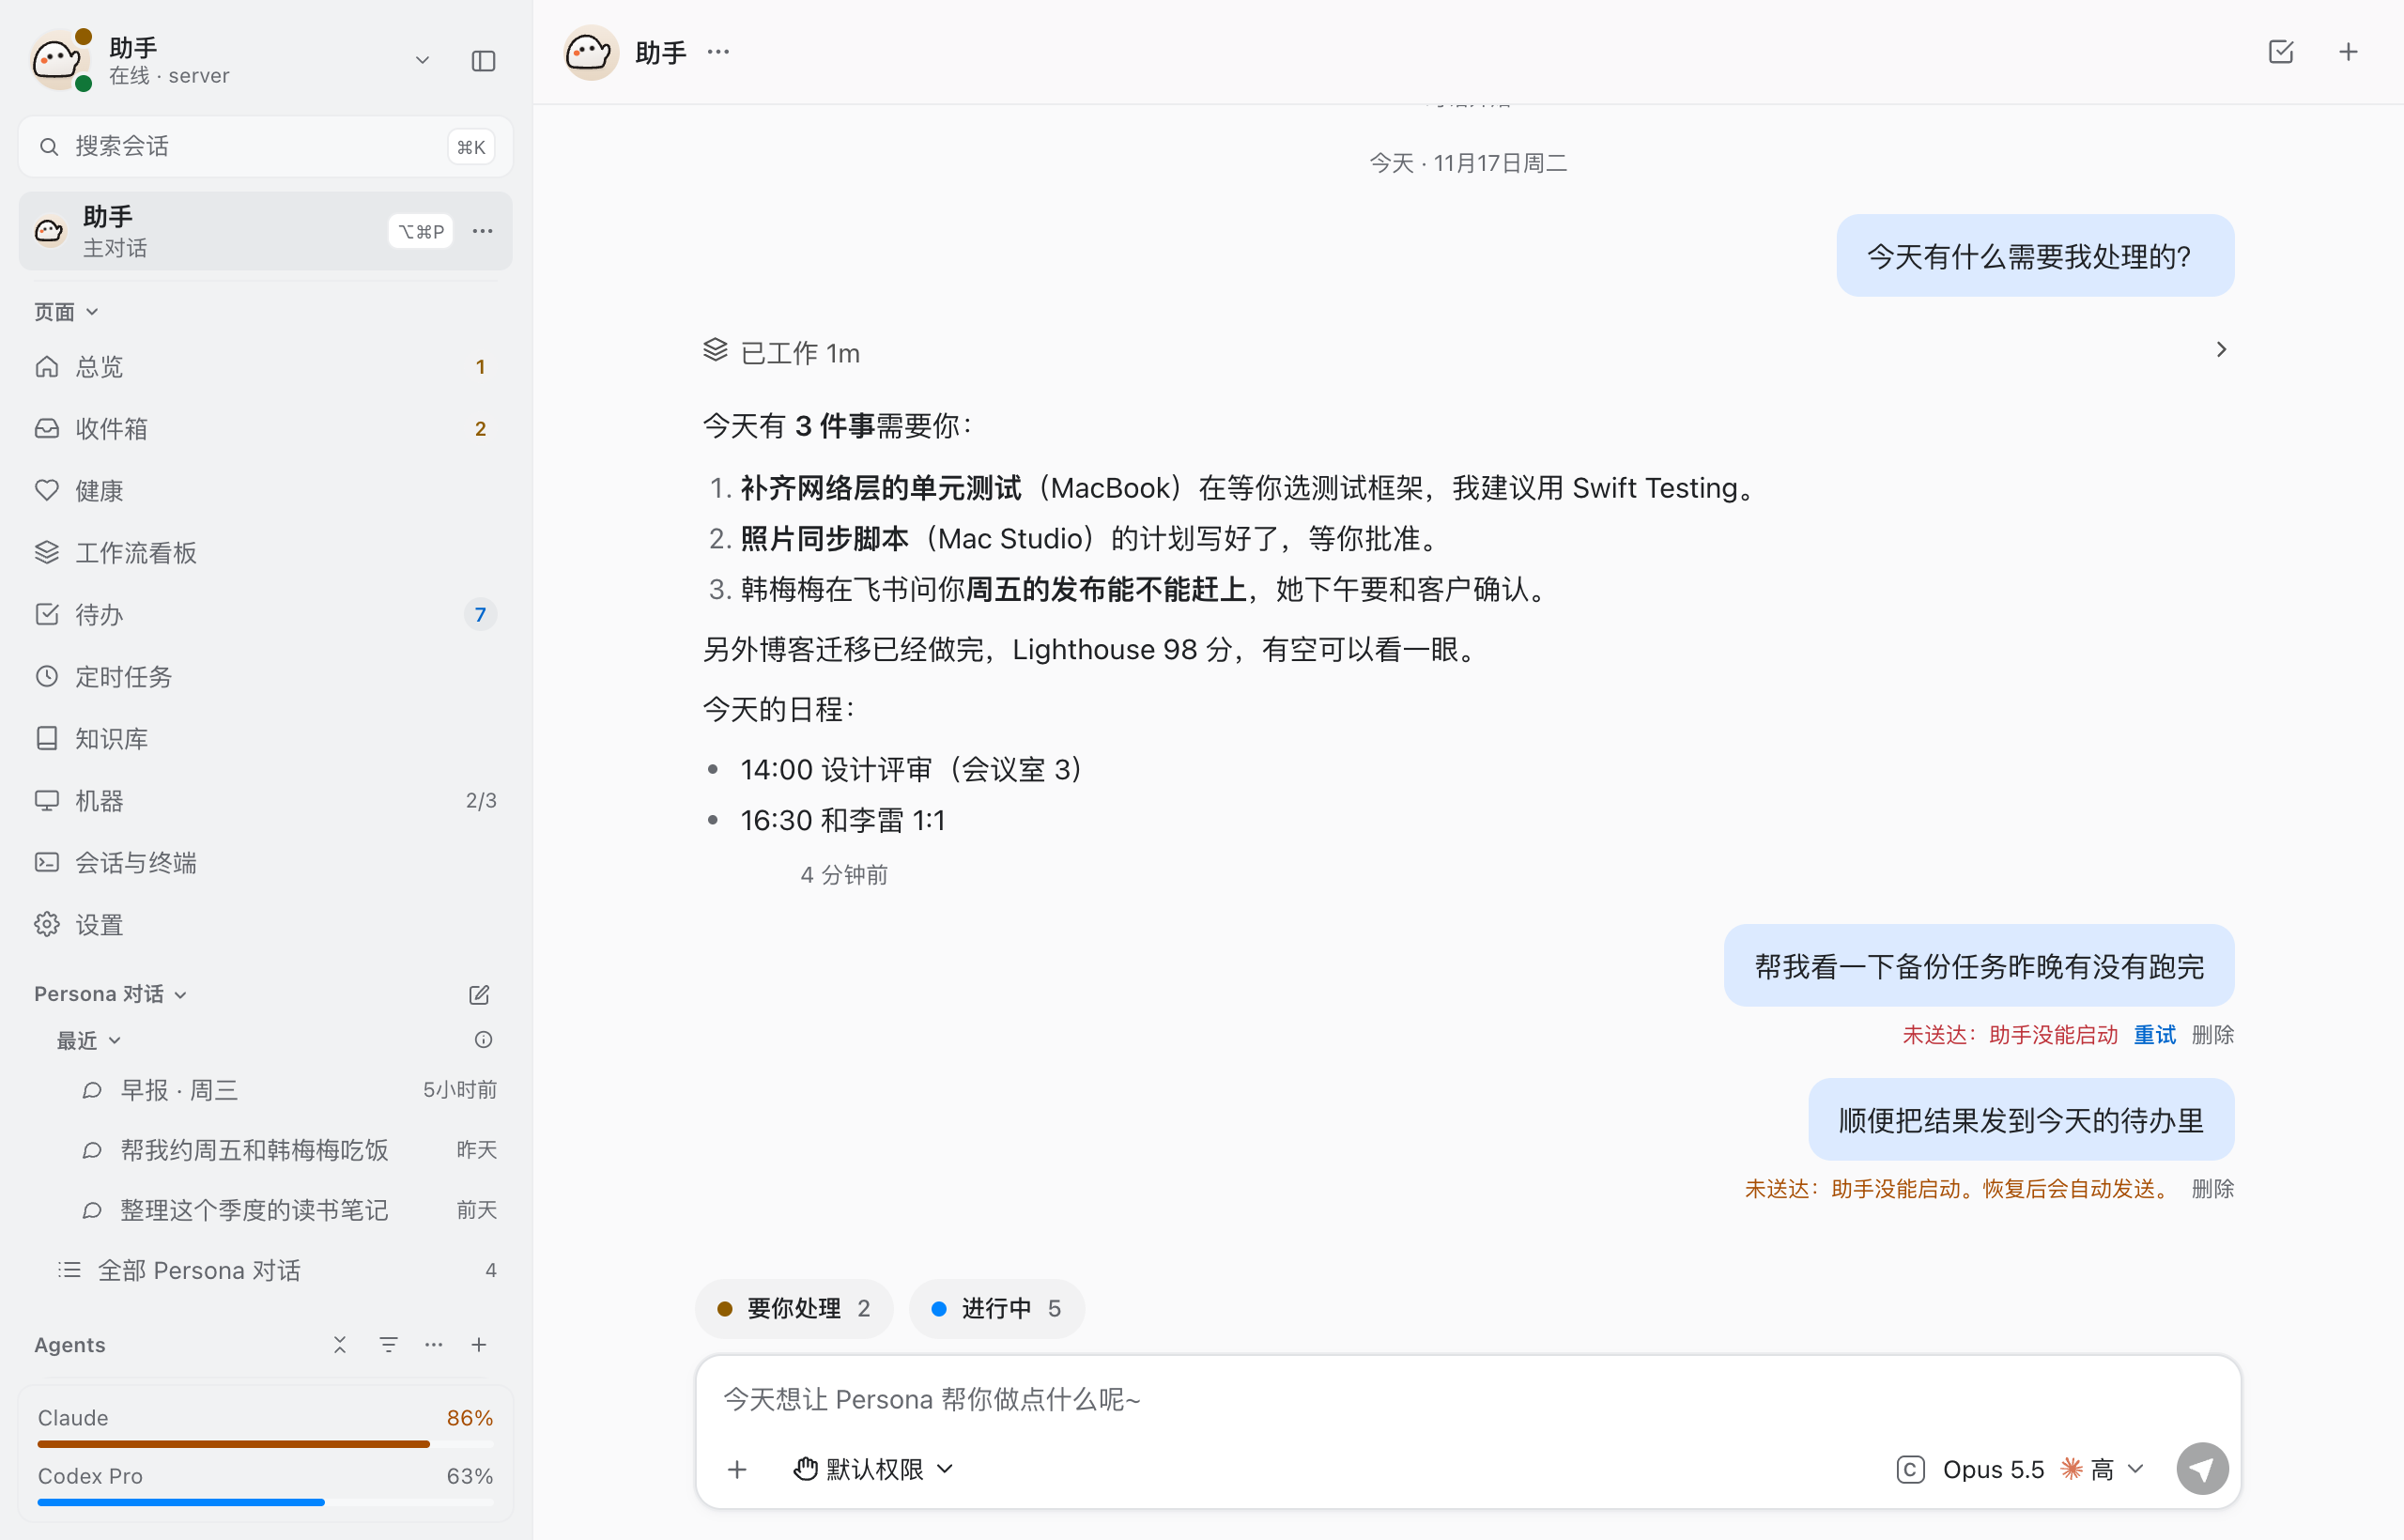 助手
在线 · server
搜索会话
⌘K
助手
主对话
⌥⌘P
页面
总览
1
收件箱
2
健康
工作流看板
待办
7
定时任务
知识库
机器
2/3
会话与终端
设置
Persona 对话
最近
早报 · 周三
5小时前
帮我约周五和韩梅梅吃饭
昨天
整理这个季度的读书笔记
前天
全部 Persona 对话
4
Agents
Claude
86%
Codex Pro
63%
助手
今天 · 11月17日周二
今天有什么需要我处理的?
已工作 1m
今天有 3 件事需要你：
1. 补齐网络层的单元测试（MacBook）在等你选测试框架，我建议用 Swift Testing。
2. 照片同步脚本（Mac Studio）的计划写好了，等你批准。
3. 韩梅梅在飞书问你周五的发布能不能赶上，她下午要和客户确认。
另外博客迁移已经做完，Lighthouse 98 分，有空可以看一眼。
今天的日程：
• 14:00 设计评审（会议室 3）
• 16:30 和李雷 1:1
4 分钟前
帮我看一下备份任务昨晚有没有跑完
未送达：助手没能启动 重试 删除
顺便把结果发到今天的待办里
未送达：助手没能启动。恢复后会自动发送。 删除
要你处理 2
进行中 5
今天想让 Persona 帮你做点什么呢~
默认权限
C
Opus 5.5
高